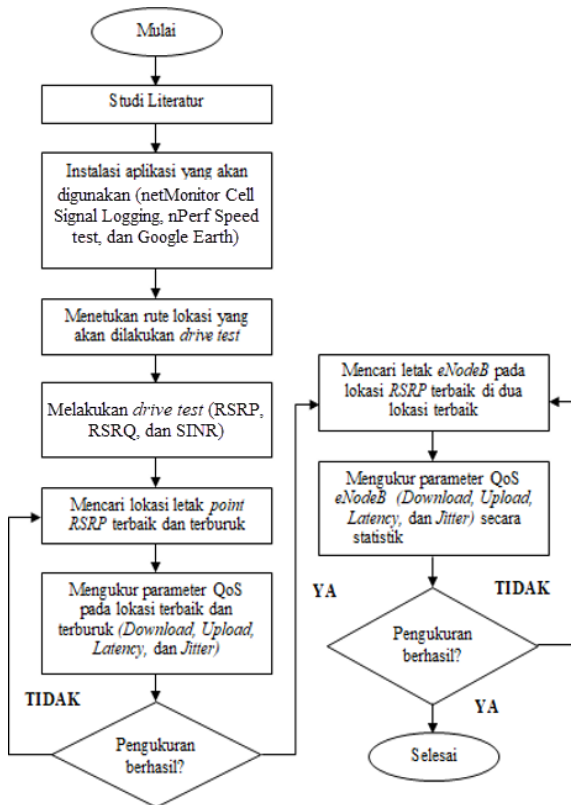 Mulai
Studi Literatur
Instalasi aplikasi yang akan
digunakan (netMonitor Cell
Signal Logging, nPerf Speed
test, dan Google Earth)
Menetukan rute lokasi yang
akan dilakukan drive test
Melakukan drive test (RSRP,
RSRQ, dan SINR)
Mencari lokasi letak point
RSRP terbaik dan terburuk
Mengukur parameter QoS
pada lokasi terbaik dan
terburuk (Download, Upload,
Latency, dan Jitter)
TIDAK
Pengukuran
berhasil?
YA
Mencari letak eNodeB pada
lokasi RSRP terbaik di dua
lokasi terbaik
Mengukur parameter QoS
eNodeB (Download, Upload,
Latency, dan Jitter) secara
statistik
TIDAK
Pengukuran
berhasil?
YA
Selesai